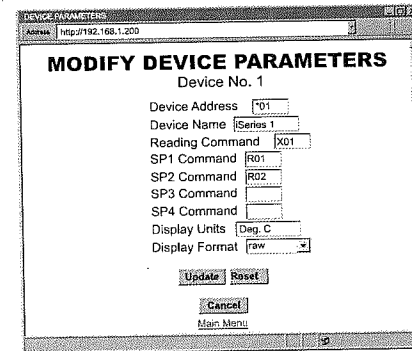 DEVICE PARAMETERS
Address http://192.168.1.200
MODIFY DEVICE PARAMETERS
Device No. 1
Device Address *01
Device Name iSeries 1
Reading Command X01
SP1 Command R01
SP2 Command R02
SP3 Command
SP4 Command
Display Units Deg. C
Display Format raw
Update Reset
Cancel
Main Menu